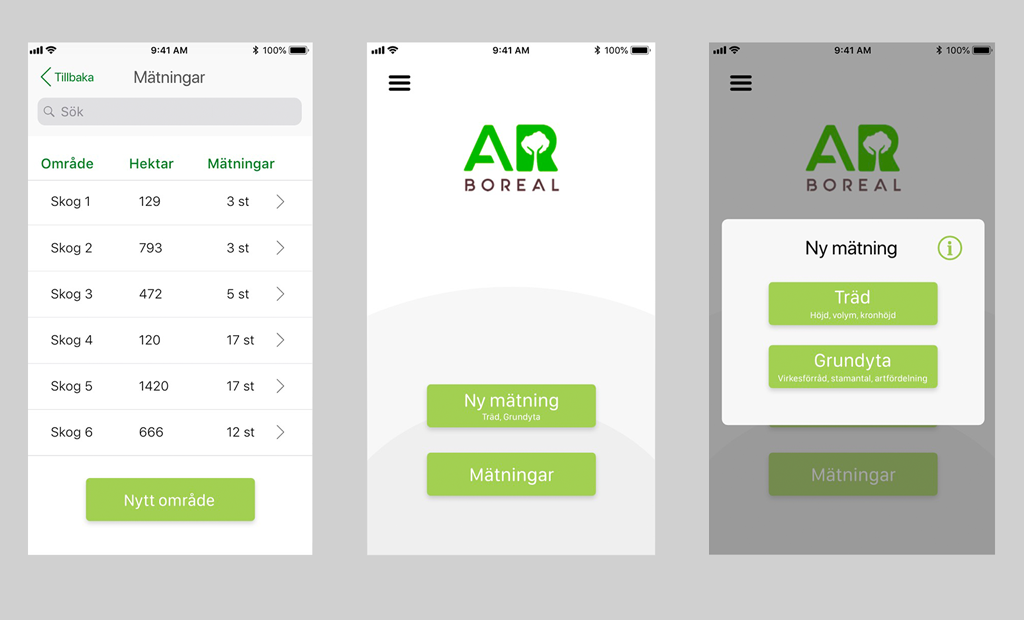 9:41 AM 100%
Tillbaka Mätningar
Sök
Område Hektar Mätningar
Skog 1 129 3 st
Skog 2 793 3 st
Skog 3 472 5 st
Skog 4 120 17 st
Skog 5 1420 17 st
Skog 6 666 12 st
Nytt område
9:41 AM 100%
AR
BOREAL
Ny mätning
Träd, Grundyta
Mätningar
9:41 AM 100%
AR
BOREAL
Ny mätning i
Träd
Höjd, volym, kronhöjd
Grundyta
Virkesförråd, stamantal, artfördelning
Mätningar